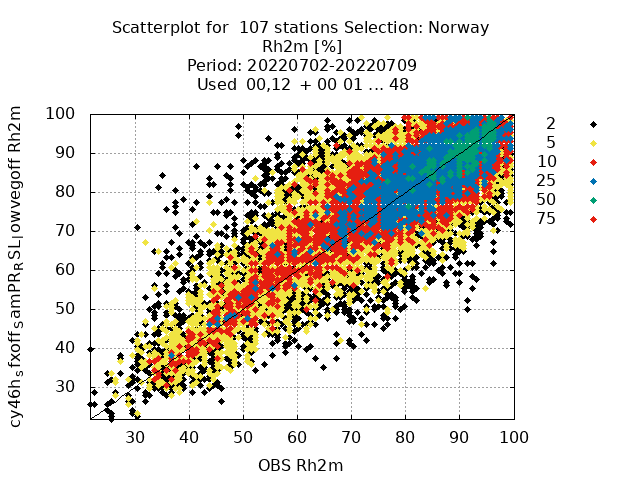 Scatterplot for  107 stations Selection: Norway
Rh2m [%]
Period: 20220702-20220709
Used  00,12  + 00 01 ... 48
cy46h_sfxoff_samPR_RSL_lowvegoff Rh2m
100
90
80
70
60
50
40
30
30 40 50 60 70 80 90 100
OBS Rh2m
2
5
10
25
50
75